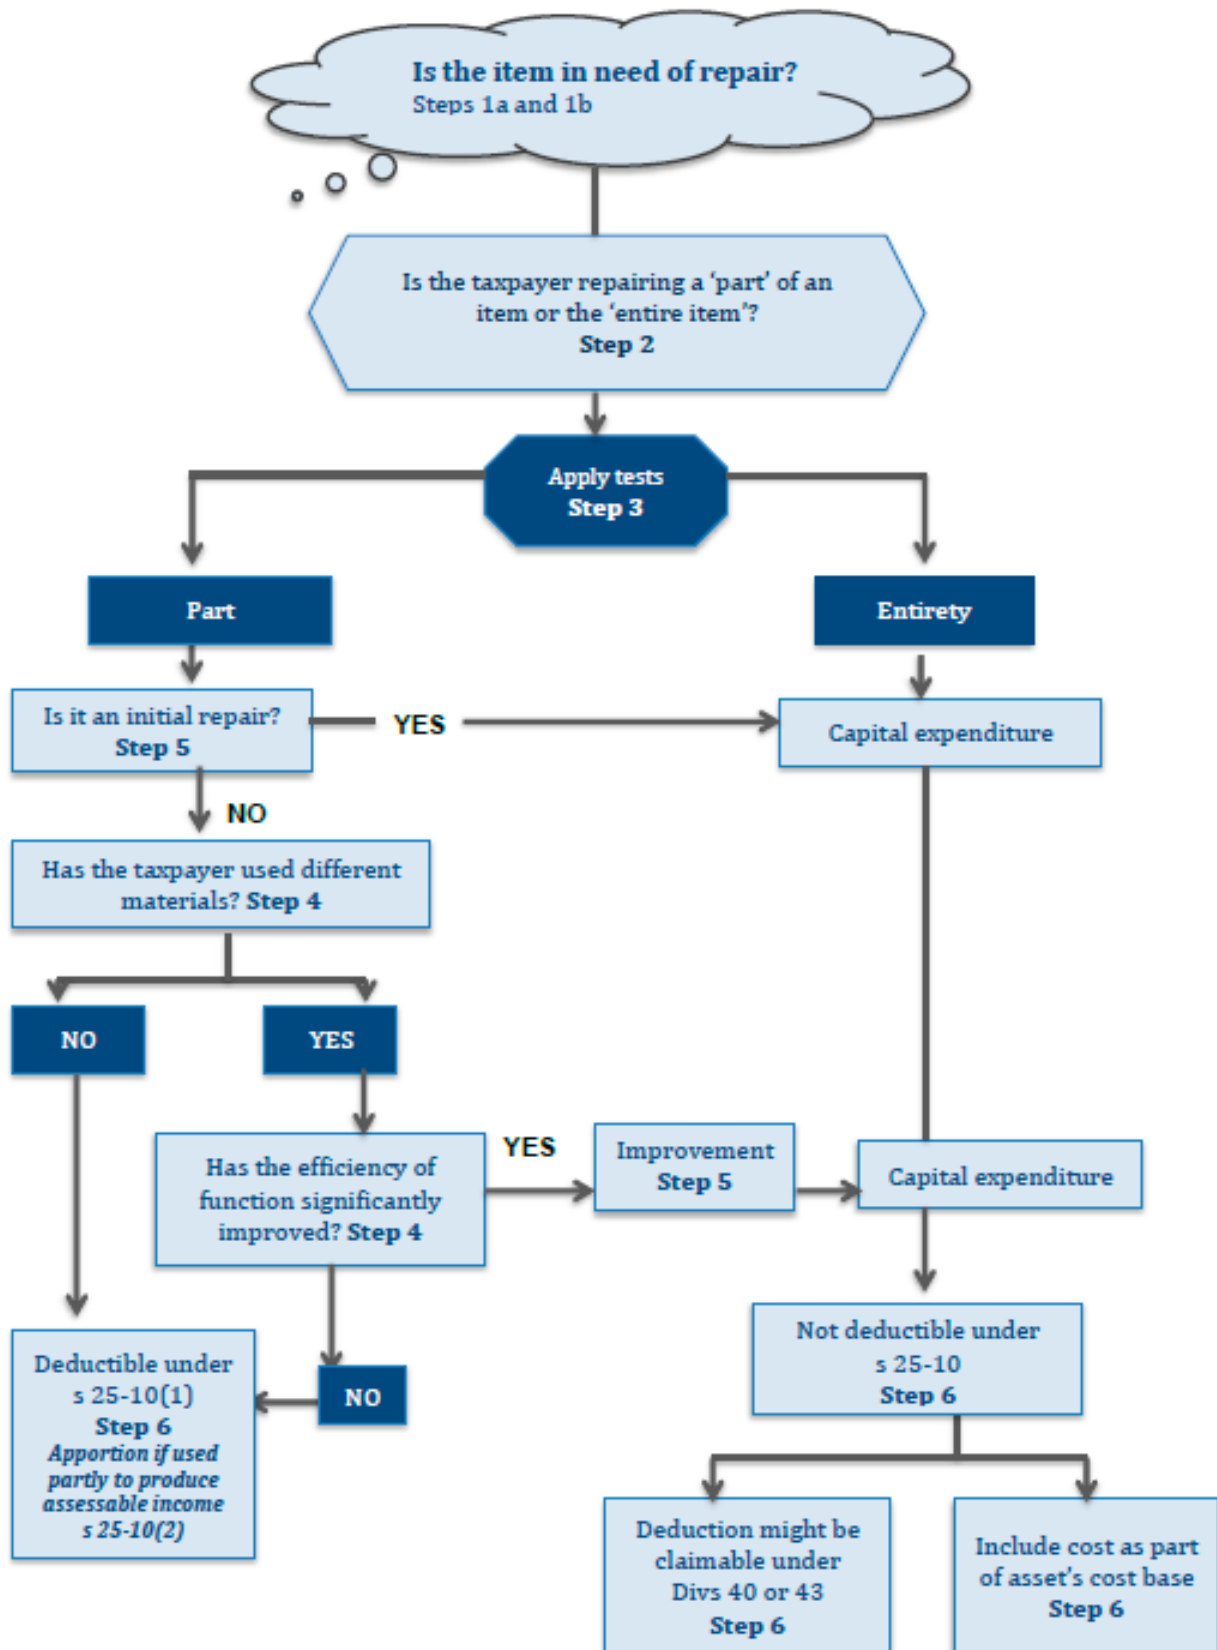 Is the item in need of repair?
Steps 1a and 1b
Is the taxpayer repairing a ‘part’ of an
item or the ‘entire item’?
Step 2
Apply tests
Step 3
Part
Entirety
Is it an initial repair?
Step 5
YES
Capital expenditure
NO
Has the taxpayer used different
materials? Step 4
NO
YES
Has the efficiency of
function significantly
improved? Step 4
YES
Improvement
Step 5
Capital expenditure
Not deductible under
s 25-10
Step 6
Deductible under
s 25-10(1)
Step 6
Apportion if used
partly to produce
assessable income
s 25-10(2)
NO
Deduction might be
claimable under
Divs 40 or 43
Step 6
Include cost as part
of asset’s cost base
Step 6